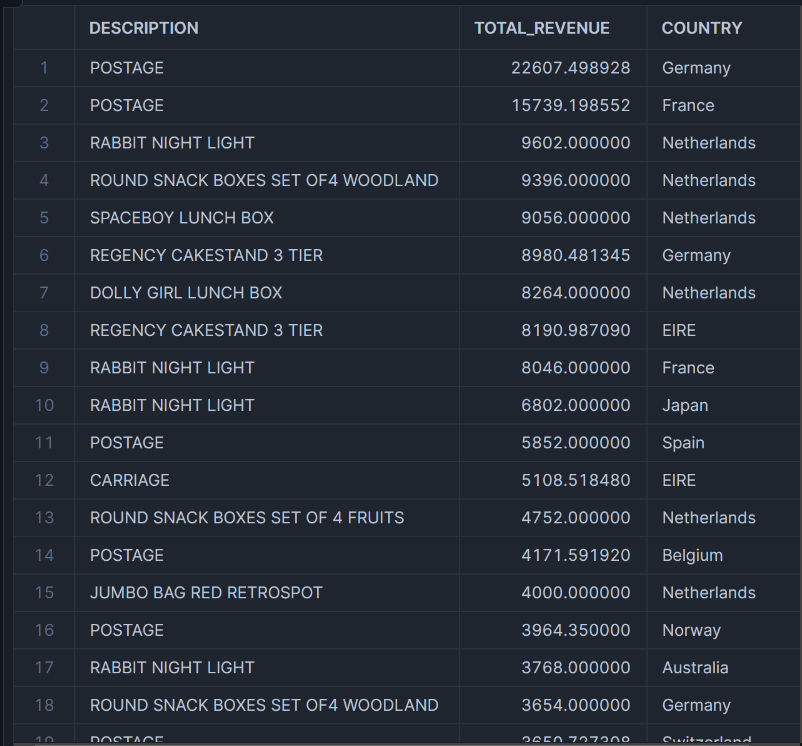 DESCRIPTION TOTAL_REVENUE COUNTRY
1 POSTAGE 22607.498928 Germany
2 POSTAGE 15739.198552 France
3 RABBIT NIGHT LIGHT 9602.000000 Netherlands
4 ROUND SNACK BOXES SET OF4 WOODLAND 9396.000000 Netherlands
5 SPACEBOY LUNCH BOX 9056.000000 Netherlands
6 REGENCY CAKESTAND 3 TIER 8980.481345 Germany
7 DOLLY GIRL LUNCH BOX 8264.000000 Netherlands
8 REGENCY CAKESTAND 3 TIER 8190.987090 EIRE
9 RABBIT NIGHT LIGHT 8046.000000 France
10 RABBIT NIGHT LIGHT 6802.000000 Japan
11 POSTAGE 5852.000000 Spain
12 CARRIAGE 5108.518480 EIRE
13 ROUND SNACK BOXES SET OF 4 FRUITS 4752.000000 Netherlands
14 POSTAGE 4171.591920 Belgium
15 JUMBO BAG RED RETROSPOT 4000.000000 Netherlands
16 POSTAGE 3964.350000 Norway
17 RABBIT NIGHT LIGHT 3768.000000 Australia
18 ROUND SNACK BOXES SET OF4 WOODLAND 3654.000000 Germany
19 POSTAGE Switzerland